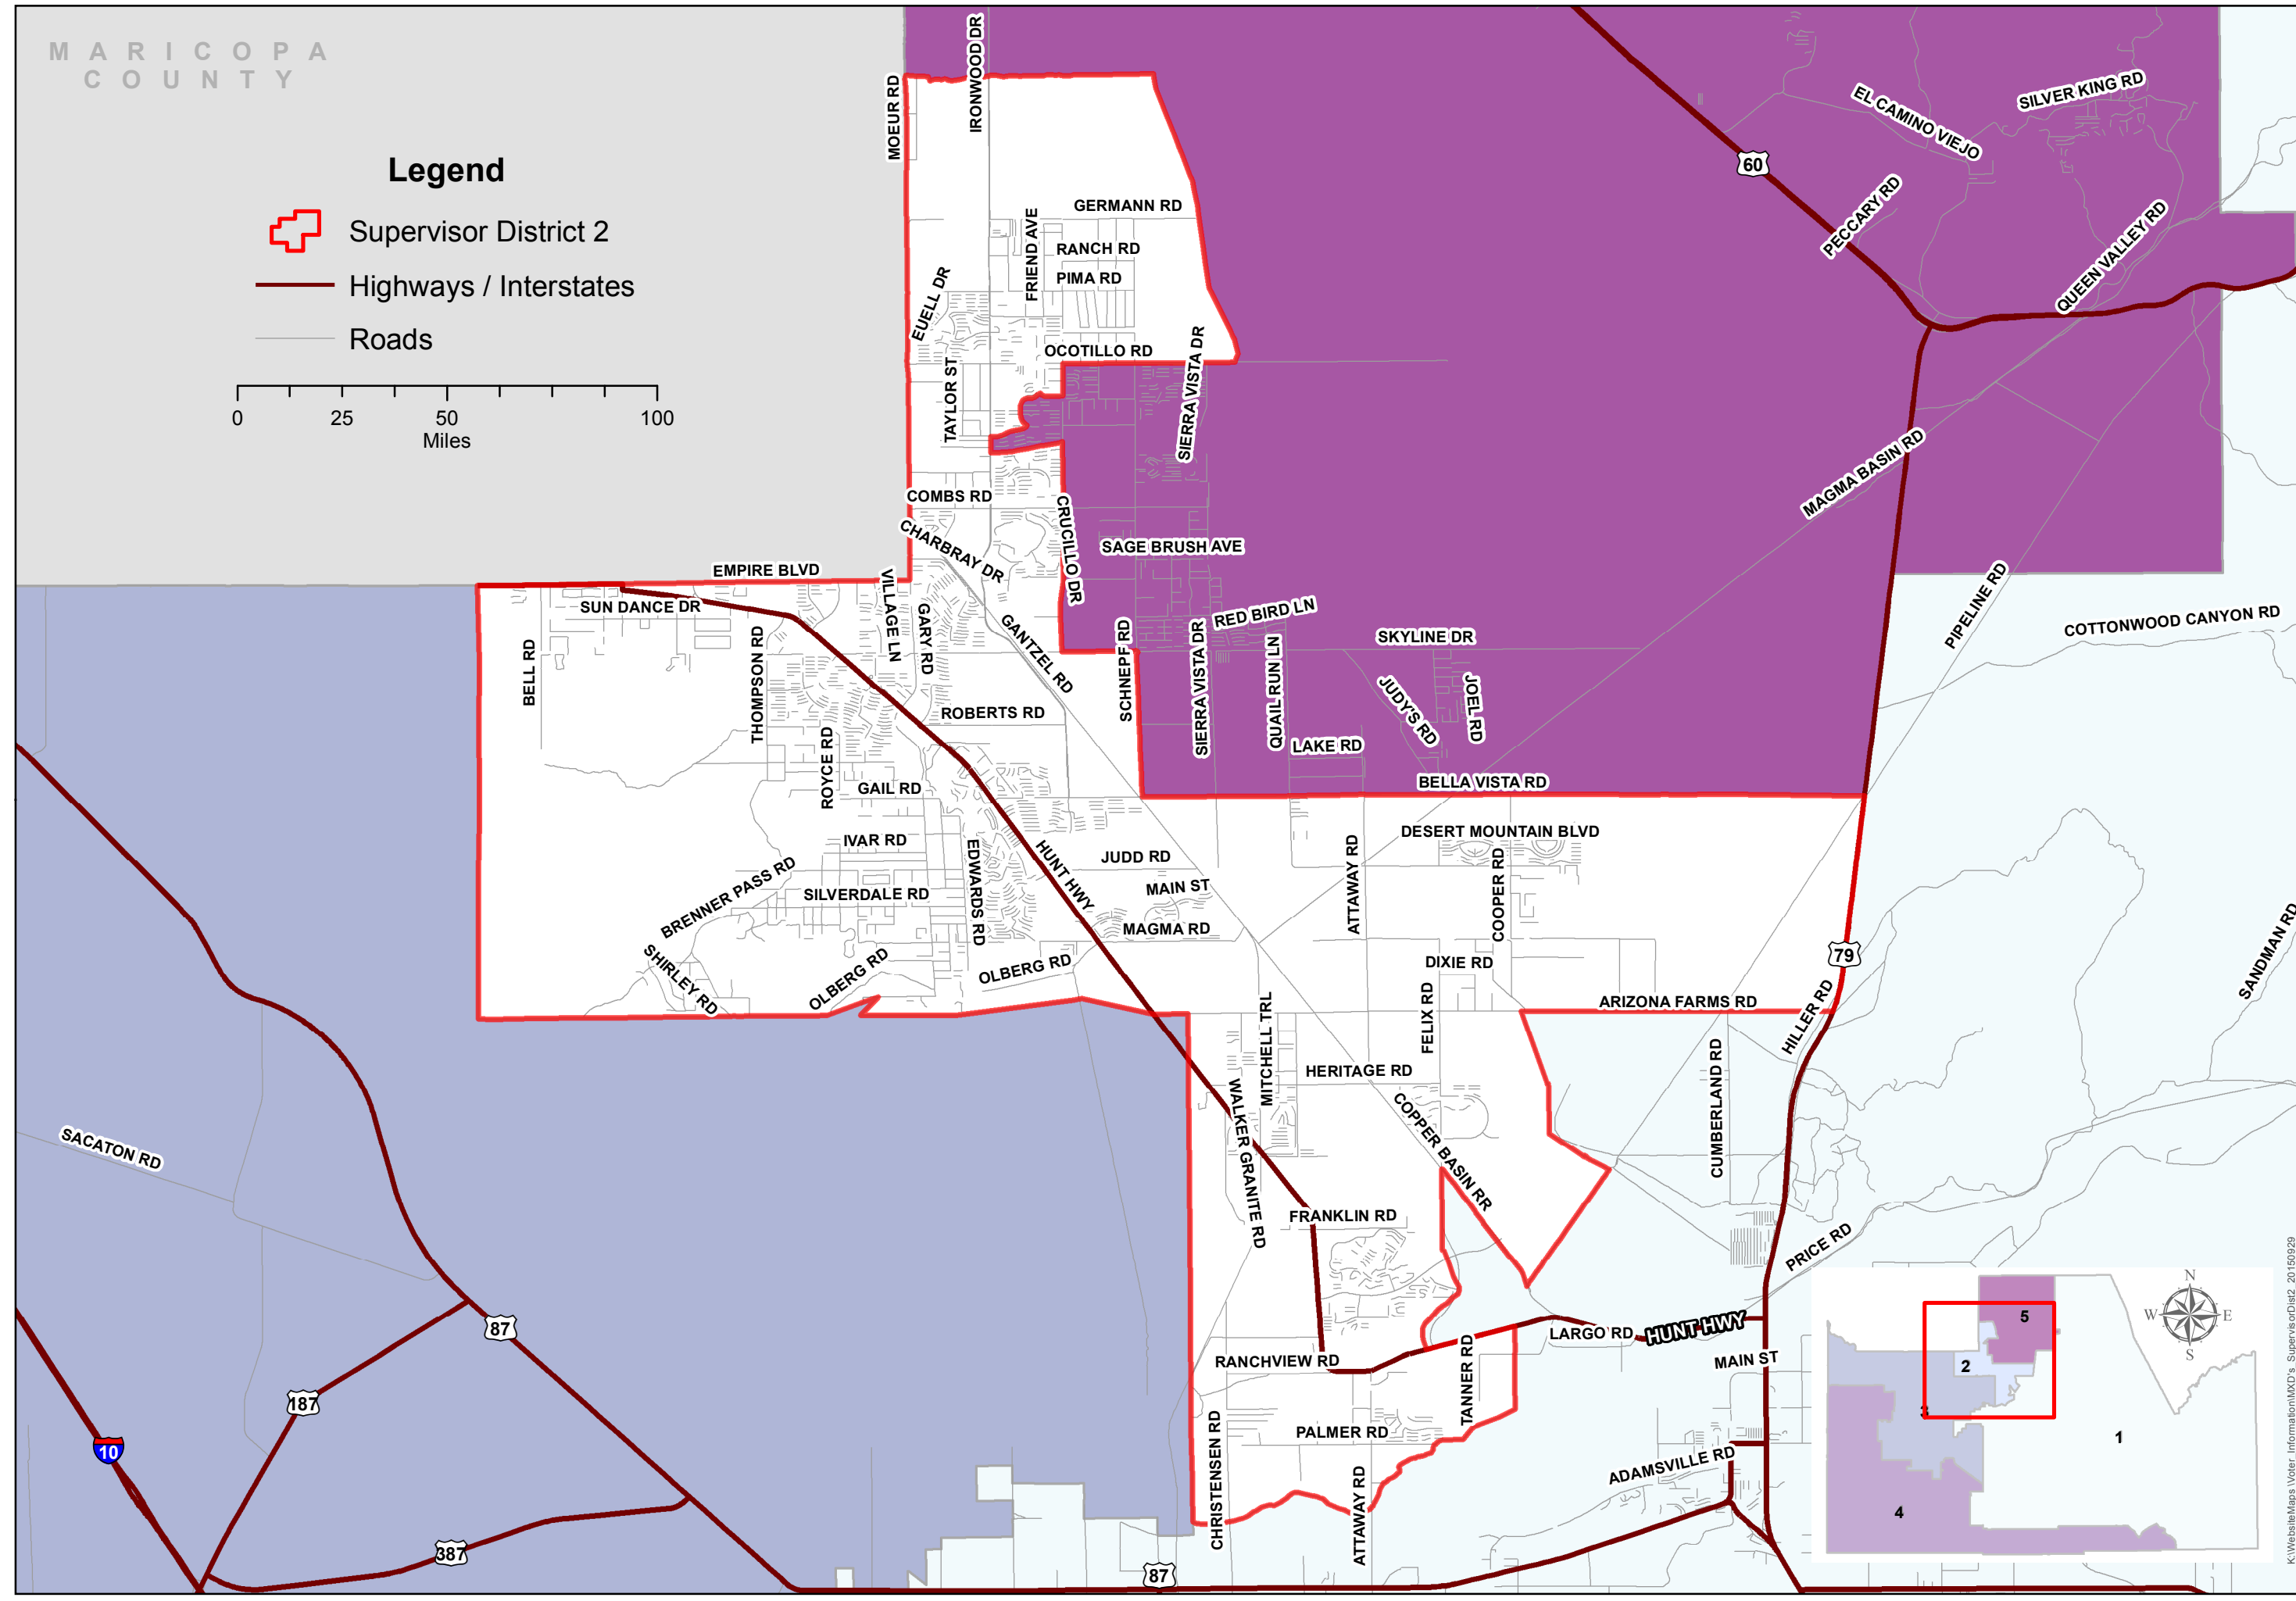 MARICOPA
COUNTY
Legend
Supervisor District 2
Highways / Interstates
Roads
0 25 50 100
Miles
MOEUR RD
IRONWOOD DR
GERMANN RD
FRIEND AVE
RANCH RD
PIMA RD
EUELL DR
OCOTILLO RD
SIERRA VISTA DR
TAYLOR ST
COMBS RD
CHARBRAY DR
CRUCILLO DR
SAGE BRUSH AVE
60
EL CAMINO VIEJO
SILVER KING RD
PECCARY RD
QUEEN VALLEY RD
MAGMA BASIN RD
PIPELINE RD
COTTONWOOD CANYON RD
EMPIRE BLVD
SUN DANCE DR
VILLAGE LN
GARY RD
GANTZEL RD
BELL RD
THOMPSON RD
ROYCE RD
ROBERTS RD
SCHNEPF RD
SIERRA VISTA DR
RED BIRD LN
QUAIL RUN LN
SKYLINE DR
JUDY'S RD
JOEL RD
LAKE RD
BELLA VISTA RD
GAIL RD
IVAR RD
BRENNER PASS RD
SILVERDALE RD
EDWARDS RD
HUNT HWY
JUDD RD
MAIN ST
MAGMA RD
ATTAWAY RD
DESERT MOUNTAIN BLVD
COOPER RD
DIXIE RD
79
SANDMAN RD
SHIRLEY RD
OLBERG RD
OLBERG RD
ARIZONA FARMS RD
HILLER RD
FELIX RD
MITCHELL TRL
HERITAGE RD
WALKER GRANITE RD
COPPER BASIN RR
CUMBERLAND RD
SACATON RD
FRANKLIN RD
PRICE RD
87
187
10
387
87
RANCHVIEW RD
TANNER RD
LARGO RD
HUNT HWY
MAIN ST
PALMER RD
CHRISTENSEN RD
ATTAWAY RD
ADAMSVILLE RD
N
W E
S
5
2
3
1
4
K:\WebsiteMaps\Voter_Information\MXD's_SupervisorDist2_20150929